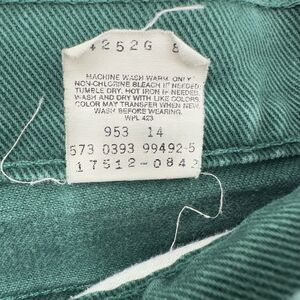 4252G 8
MACHINE WASH WARM. ONLY
NON-CHLORINE BLEACH IF NEEDED
TUMBLE DRY. HOT IRON IF NEEDED
WASH AND DRY WITH LIKE COLORS.
COLOR MAY TRANSFER WHEN NEW.
WASH BEFORE WEARING.
WPL 423
953 14
573 0393 99492-5
17512-0842